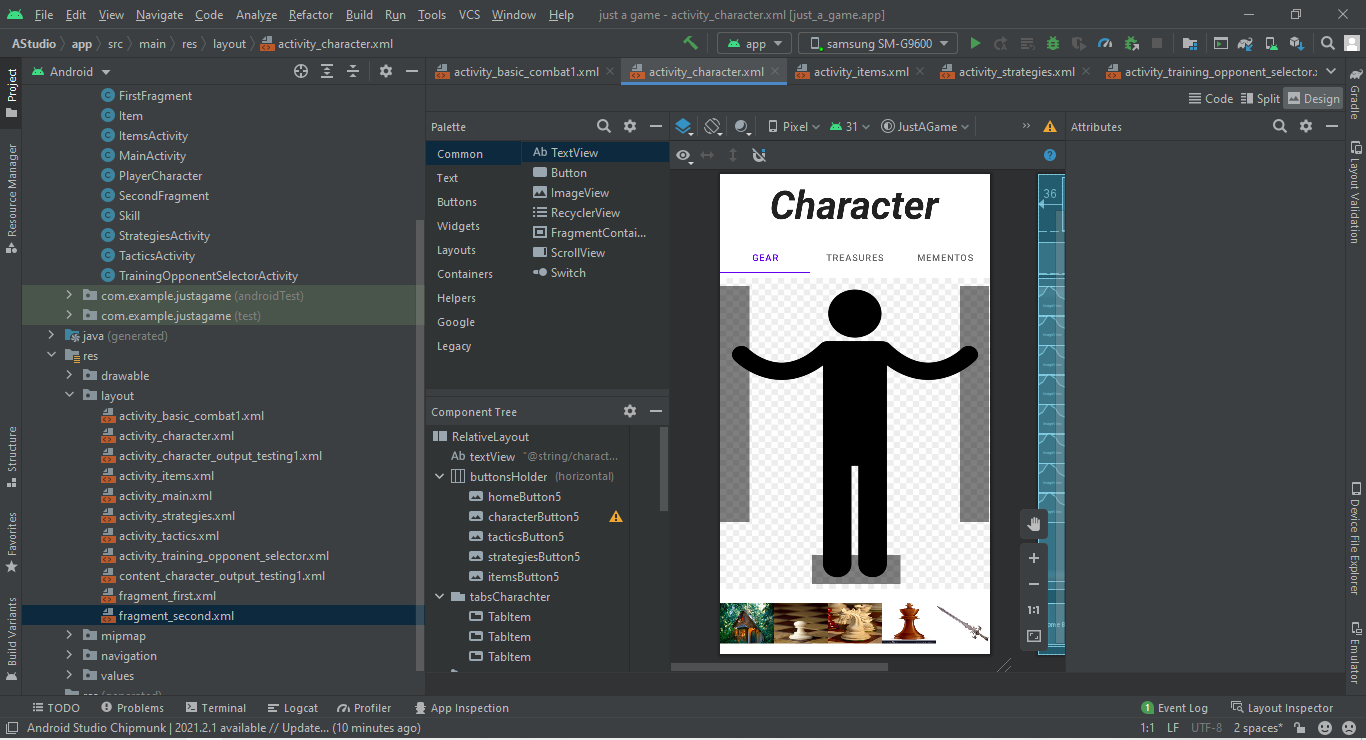 File Edit View Navigate Code Analyze Refactor Build Run Tools VCS Window Help just a game - activity_character.xml [just_a_game.app]
AStudio app src main res layout activity_character.xml app samsung SM-G9600
Android
activity_basic_combat1.xml activity_character.xml activity_items.xml activity_strategies.xml activity_training_opponent_selector.
Code Split Design
Project
Resource Manager
Structure
Favorites
Build Variants
FirstFragment
Item
ItemsActivity
MainActivity
PlayerCharacter
SecondFragment
Skill
StrategiesActivity
TacticsActivity
TrainingOpponentSelectorActivity
com.example.justagame (androidTest)
com.example.justagame (test)
java (generated)
res
drawable
layout
activity_basic_combat1.xml
activity_character.xml
activity_character_output_testing1.xml
activity_items.xml
activity_main.xml
activity_strategies.xml
activity_tactics.xml
activity_training_opponent_selector.xml
content_character_output_testing1.xml
fragment_first.xml
fragment_second.xml
mipmap
navigation
values
res (generated)
Palette
Common
Text
Buttons
Widgets
Layouts
Containers
Helpers
Google
Legacy
Ab TextView
Button
ImageView
RecyclerView
FragmentContai...
ScrollView
Switch
Component Tree
RelativeLayout
Ab textView "@string/charact...
buttonsHolder (horizontal)
homeButton5
characterButton5
tacticsButton5
strategiesButton5
itemsButton5
tabsCharachter
TabItem
TabItem
TabItem
Pixel 31 JustAGame
Character
GEAR TREASURES MEMENTOS
36
1:1
Attributes
Gradle
Layout Validation
Device File Explorer
Emulator
TODO Problems Terminal Logcat Profiler App Inspection 1 Event Log Layout Inspector
Android Studio Chipmunk | 2021.2.1 available // Update... (10 minutes ago) 1:1 LF UTF-8 2 spaces*